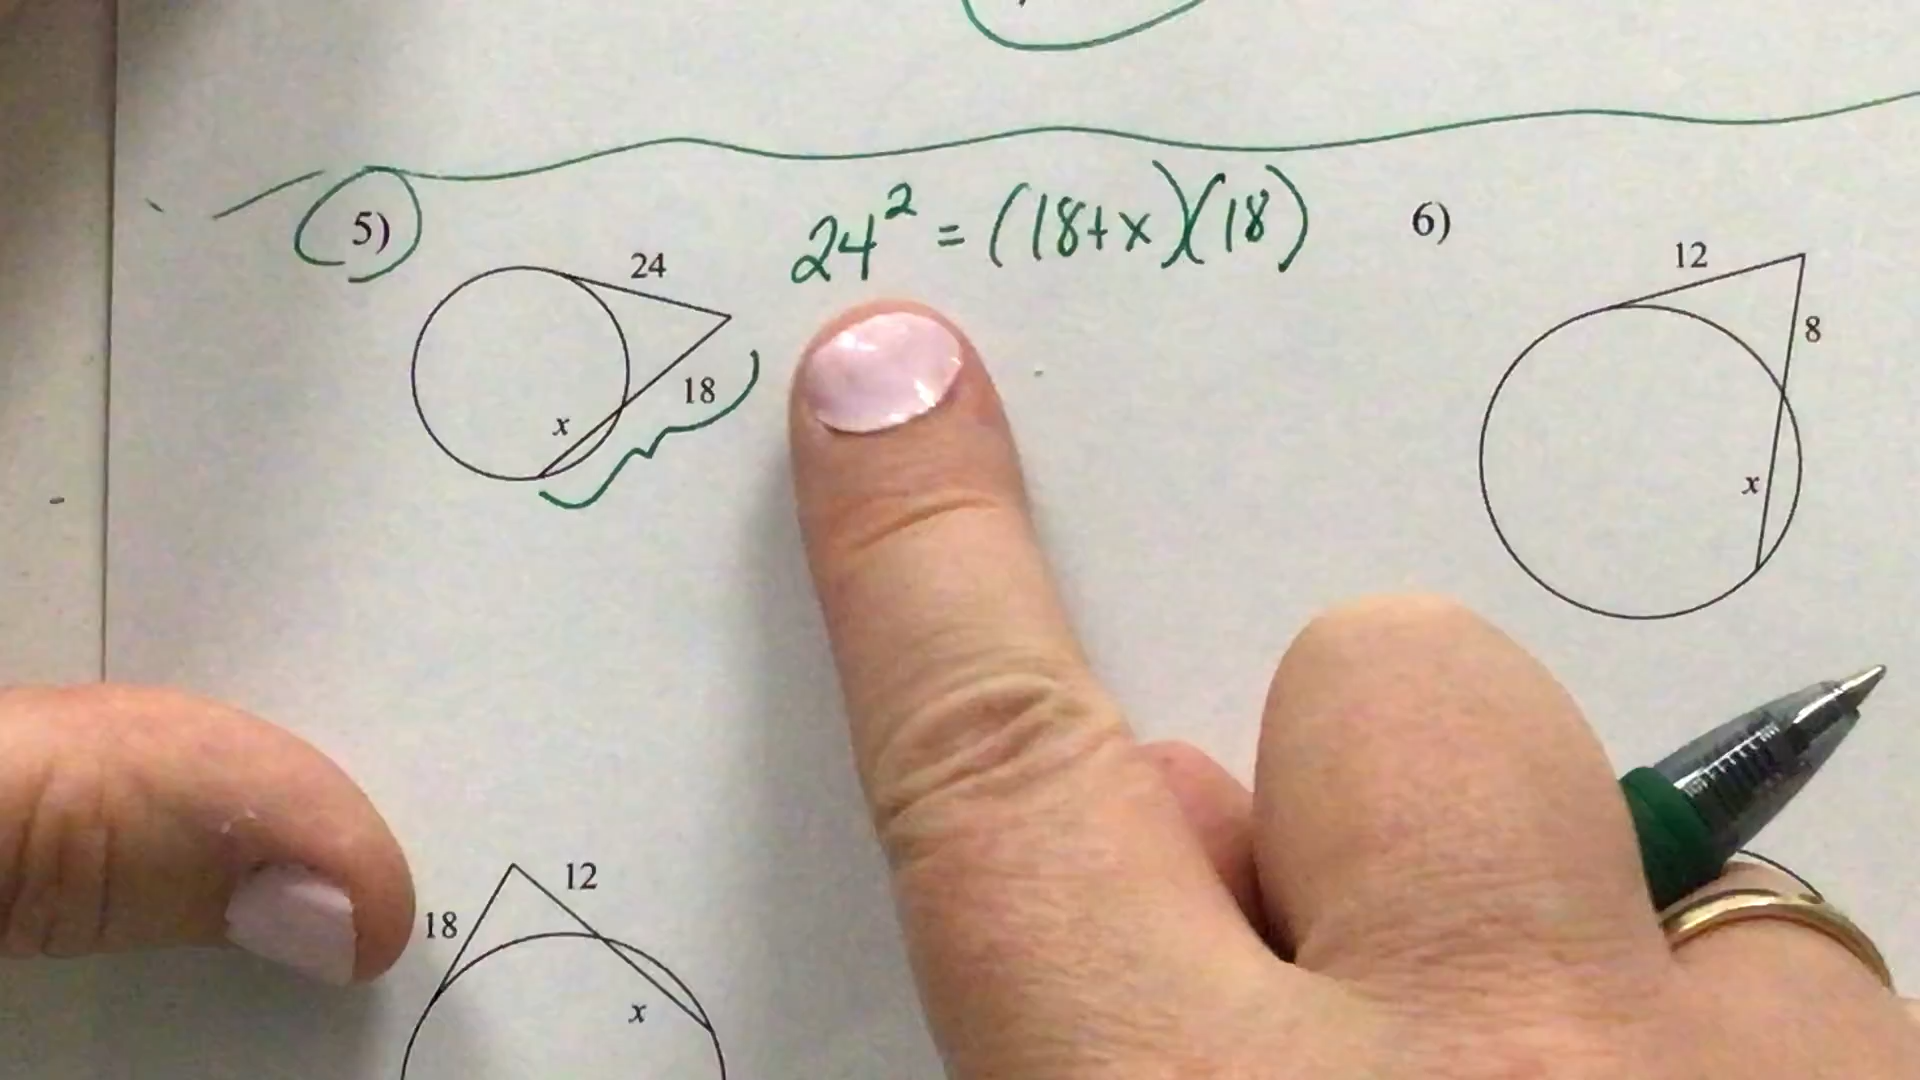 5)
24² = (18+x)(18)
24
18
x
6)
12
8
x
12
18
x